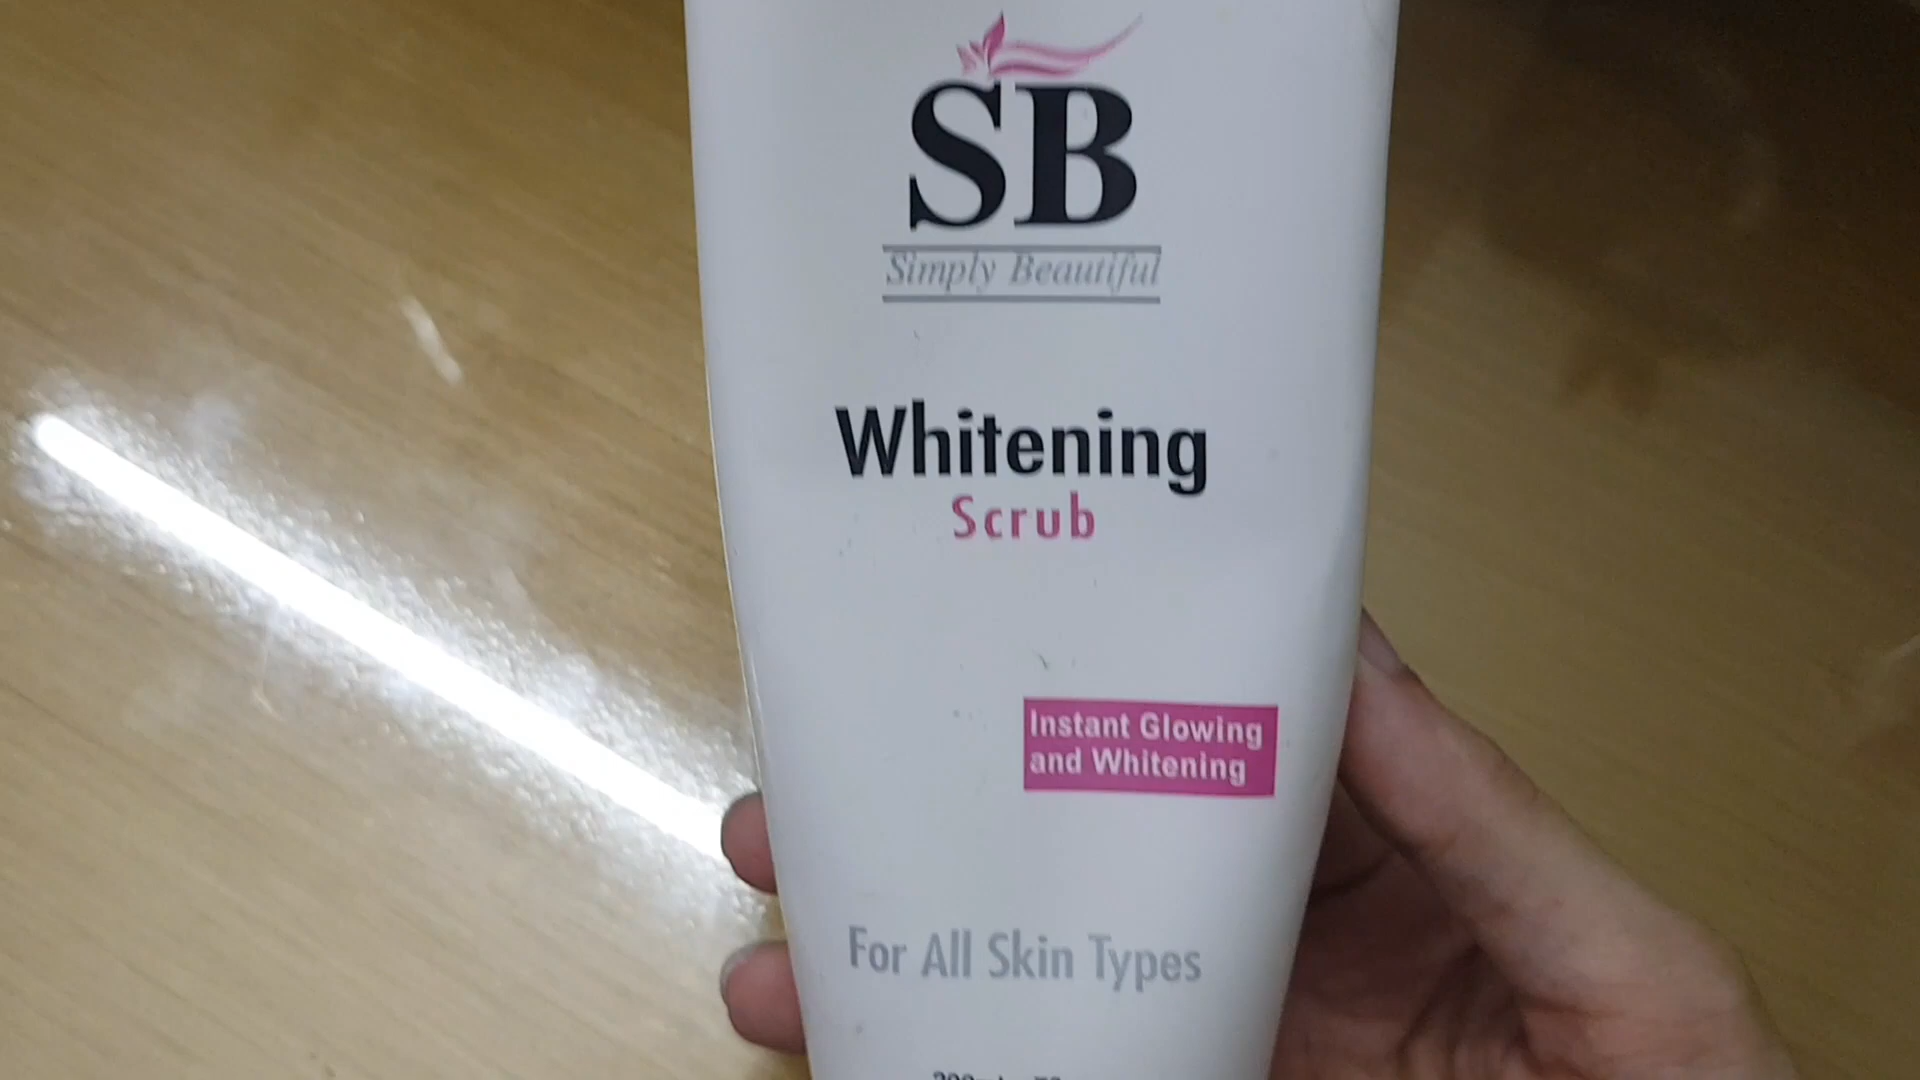 SB
Simply Beautiful
Whitening
Scrub
Instant Glowing
and Whitening
For All Skin Types